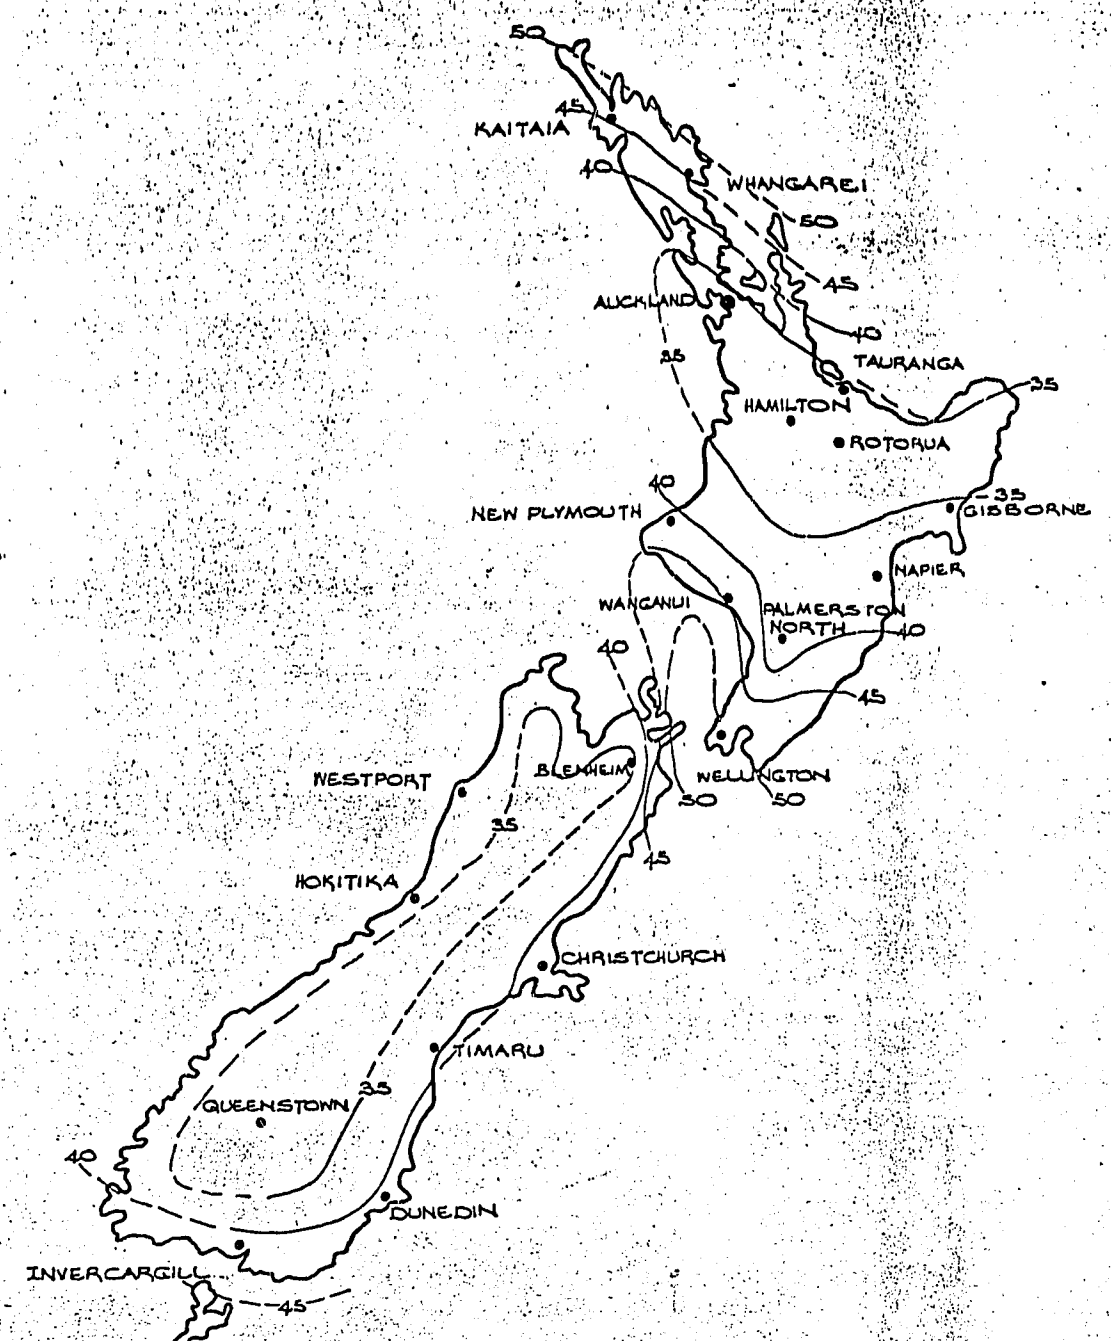 50
45
KAITAIA
40
WHANGAREI
50
45
AUCKLAND
40
35
TAURANGA
35
HAMILTON
ROTORUA
40
35
NEW PLYMOUTH
GISBORNE
NAPIER
WANGANUI
PALMERSTON
NORTH
40
40
45
BLENHEIM
WELLINGTON
WESTPORT
50
50
35
45
HOKITIKA
CHRISTCHURCH
TIMARU
35
QUEENSTOWN
40
DUNEDIN
INVERCARGILL
45